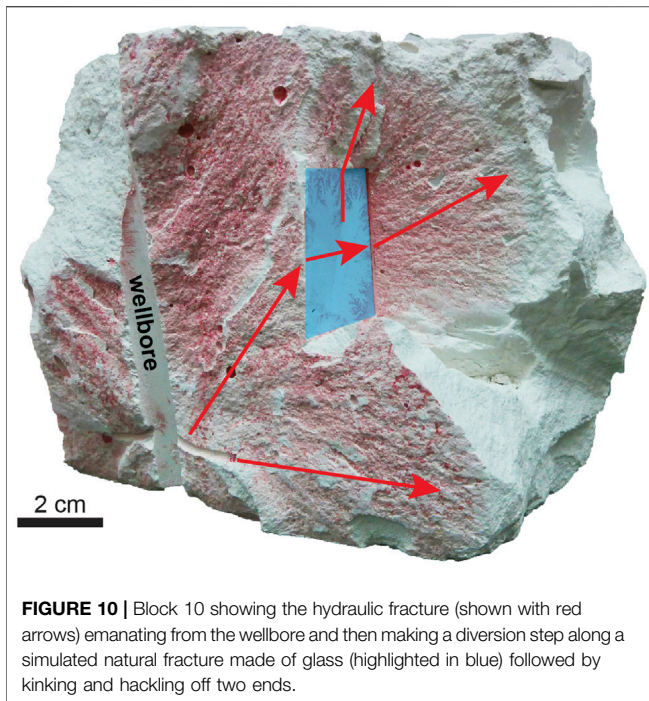 wellbore
2 cm
FIGURE 10 | Block 10 showing the hydraulic fracture (shown with red
arrows) emanating from the wellbore and then making a diversion step along a
simulated natural fracture made of glass (highlighted in blue) followed by
kinking and hackling off two ends.